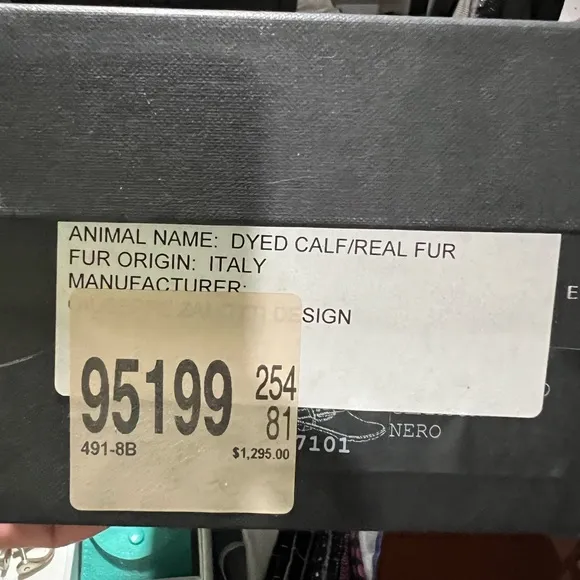 ANIMAL NAME: DYED CALF/REAL FUR
FUR ORIGIN: ITALY
MANUFACTURER:
SIGN
95199 254
81
491-8B $1,295.00
7101
NERO
E